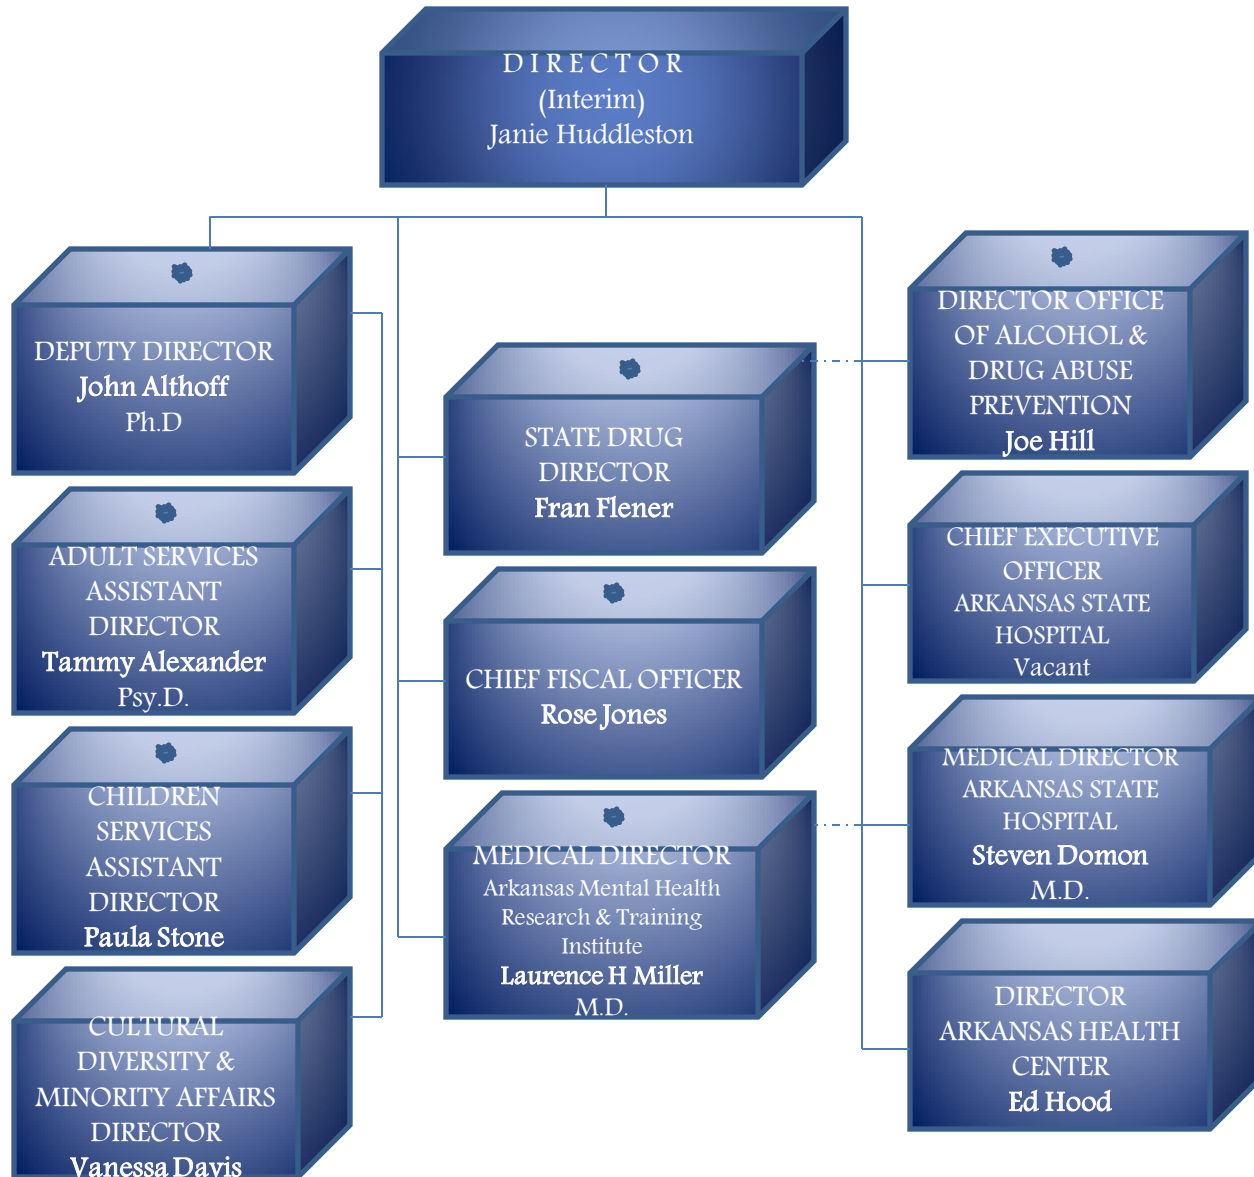 D I R E C T O R
(Interim)
Janie Huddleston
DEPUTY DIRECTOR
John Althoff
Ph.D
ADULT SERVICES
ASSISTANT
DIRECTOR
Tammy Alexander
Psy.D.
CHILDREN
SERVICES
ASSISTANT
DIRECTOR
Paula Stone
CULTURAL
DIVERSITY &
MINORITY AFFAIRS
DIRECTOR
Vanessa Davis
STATE DRUG
DIRECTOR
Fran Flener
CHIEF FISCAL OFFICER
Rose Jones
MEDICAL DIRECTOR
Arkansas Mental Health
Research & Training
Institute
Laurence H Miller
M.D.
DIRECTOR OFFICE
OF ALCOHOL &
DRUG ABUSE
PREVENTION
Joe Hill
CHIEF EXECUTIVE
OFFICER
ARKANSAS STATE
HOSPITAL
Vacant
MEDICAL DIRECTOR
ARKANSAS STATE
HOSPITAL
Steven Domon
M.D.
DIRECTOR
ARKANSAS HEALTH
CENTER
Ed Hood